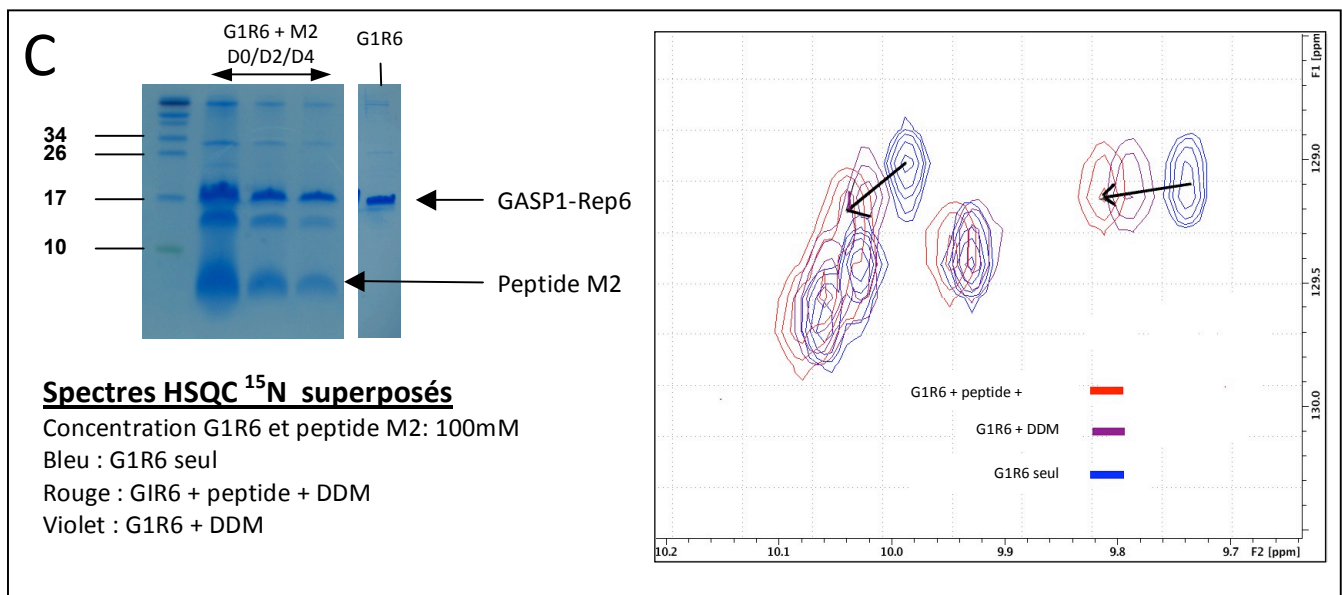 C
G1R6 + M2
D0/D2/D4
G1R6
34
26
17
10
GASP1-Rep6
Peptide M2
Spectres HSQC ¹⁵N superposés
Concentration G1R6 et peptide M2: 100mM
Bleu : G1R6 seul
Rouge : GIR6 + peptide + DDM
Violet : G1R6 + DDM
F1 [ppm]
129.0
129.5
130.0
G1R6 + peptide +
G1R6 + DDM
G1R6 seul
10.2 10.1 10.0 9.9 9.8 9.7 F2 [ppm]